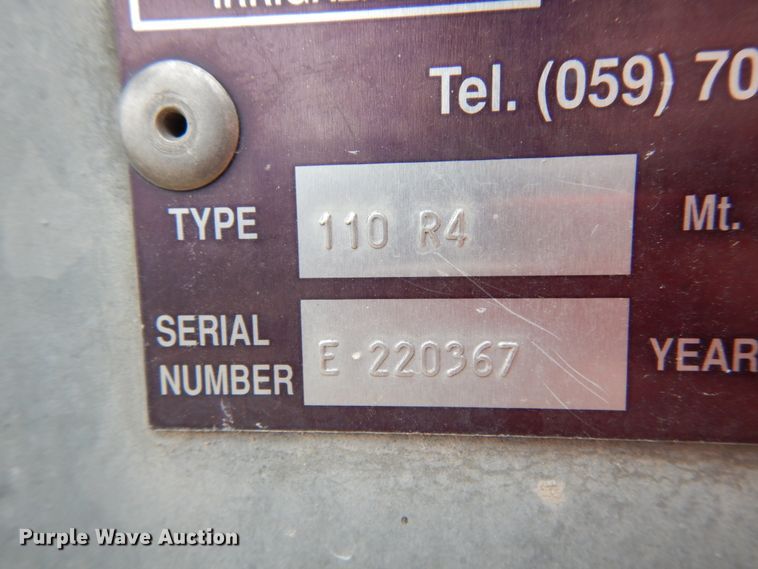 Tel. (059) 70
TYPE 110 R4 Mt.
SERIAL
NUMBER E 220367 YEAR
Purple Wave Auction